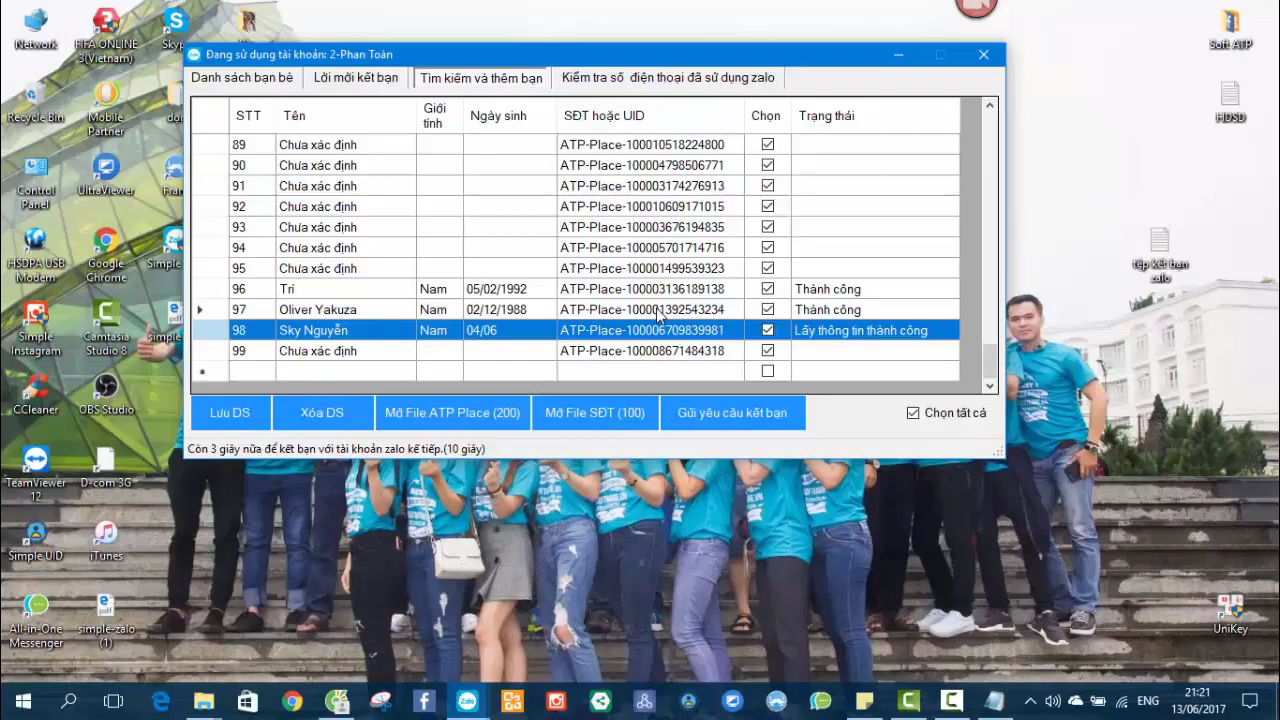 Network
FIFA ONLINE
3(Vietnam)
Soft ATP
Đang sử dụng tài khoản: 2-Phan Toàn
Danh sách bạn bè
Lời mời kết bạn
Tìm kiếm và thêm bạn
Kiểm tra số điện thoại đã sử dụng zalo
STT
Tên
Giới
tính
Ngày sinh
SĐT hoặc UID
Chọn
Trạng thái
89 Chưa xác định ATP-Place-100010518224800
90 Chưa xác định ATP-Place-100004798506771
91 Chưa xác định ATP-Place-100003174276913
92 Chưa xác định ATP-Place-100010609171015
93 Chưa xác định ATP-Place-100003676194835
94 Chưa xác định ATP-Place-100005701714716
95 Chưa xác định ATP-Place-100001499539323
96 Trí Nam 05/02/1992 ATP-Place-100003136189138 Thành công
97 Oliver Yakuza Nam 02/12/1988 ATP-Place-100001392543234 Thành công
98 Sky Nguyễn Nam 04/06 ATP-Place-100006709839981 Lấy thông tin thành công
99 Chưa xác định ATP-Place-100008671484318
Lưu DS
Xóa DS
Mở File ATP Place (200)
Mở File SĐT (100)
Gửi yêu cầu kết bạn
Chọn tất cả
Còn 3 giây nữa để kết bạn với tài khoản zalo kế tiếp.(10 giây)
Recycle Bin
Mobile
Partner
HDSD
Control
Panel
UltraViewer
HSDPA USB
Modem
Google
Chrome
Simple
tệp kết bạn
zalo
Simple
Instagram
Camtasia
Studio 8
simple
CCleaner
OBS Studio
TeamViewer
12
D-com 3G
Simple UID
iTunes
All-in-One
Messenger
simple-zalo
(1)
UniKey
ENG
21:21
13/06/2017